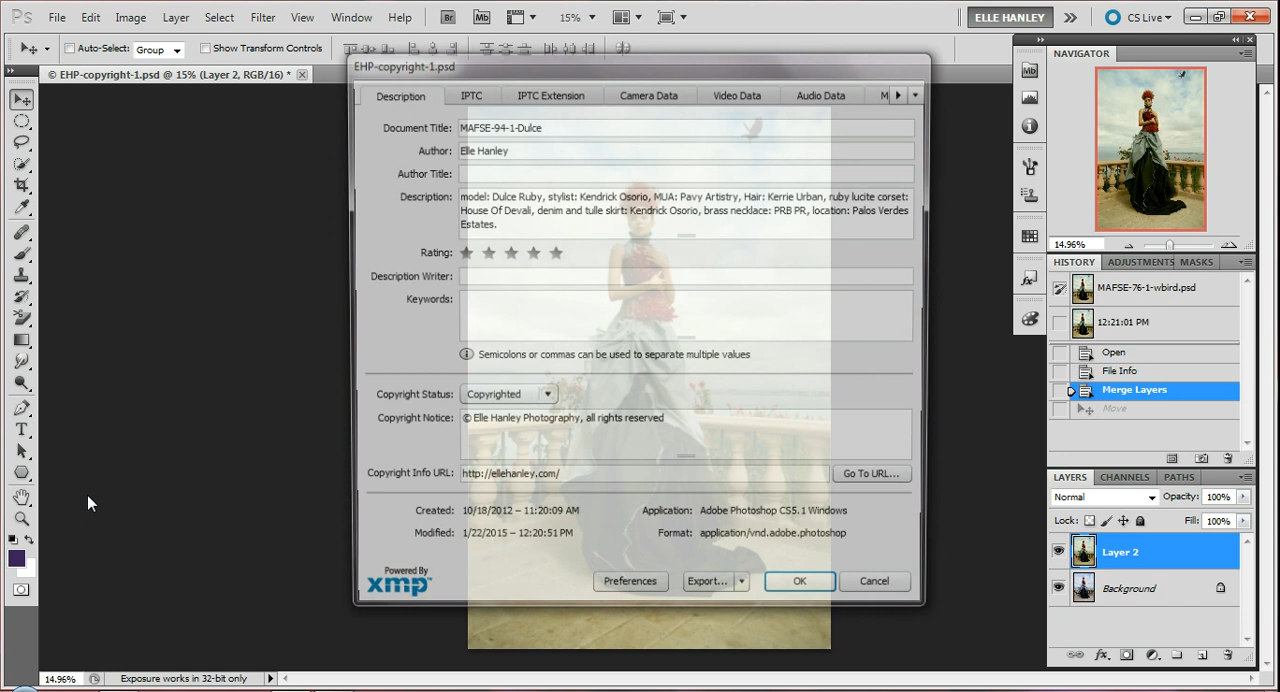 Ps File Edit Image Layer Select Filter View Window Help Br Mb 15% ELLE HANLEY CS Live
Auto-Select: Group Show Transform Controls
© EHP-copyright-1.psd @ 15% (Layer 2, RGB/16) *
EHP-copyright-1.psd
Description IPTC IPTC Extension Camera Data Video Data Audio Data M
Document Title: MAFSE-94-1-Dulce
Author: Elle Hanley
Author Title:
Description: model: Dulce Ruby, stylist: Kendrick Osorio, MUA: Pavy Artistry, Hair: Kerrie Urban, ruby lucite corset:
House Of Devali, denim and tulle skirt: Kendrick Osorio, brass necklace: PRB PR, location: Palos Verdes
Estates.
Rating:
Description Writer:
Keywords:
Semicolons or commas can be used to separate multiple values
Copyright Status: Copyrighted
Copyright Notice: © Elle Hanley Photography, all rights reserved
Copyright Info URL: http://ellehanley.com/ Go To URL...
Created: 10/18/2012 – 11:20:09 AM Application: Adobe Photoshop CS5.1 Windows
Modified: 1/22/2015 – 12:20:51 PM Format: application/vnd.adobe.photoshop
Powered By
xmp™ Preferences Export... OK Cancel
14.96% Exposure works in 32-bit only
Mb
NAVIGATOR
14.96%
HISTORY ADJUSTMENTS MASKS
MAFSE-76-1-wbird.psd
12:21:01 PM
Open
File Info
Merge Layers
Move
LAYERS CHANNELS PATHS
Normal Opacity: 100%
Lock: Fill: 100%
Layer 2
Background